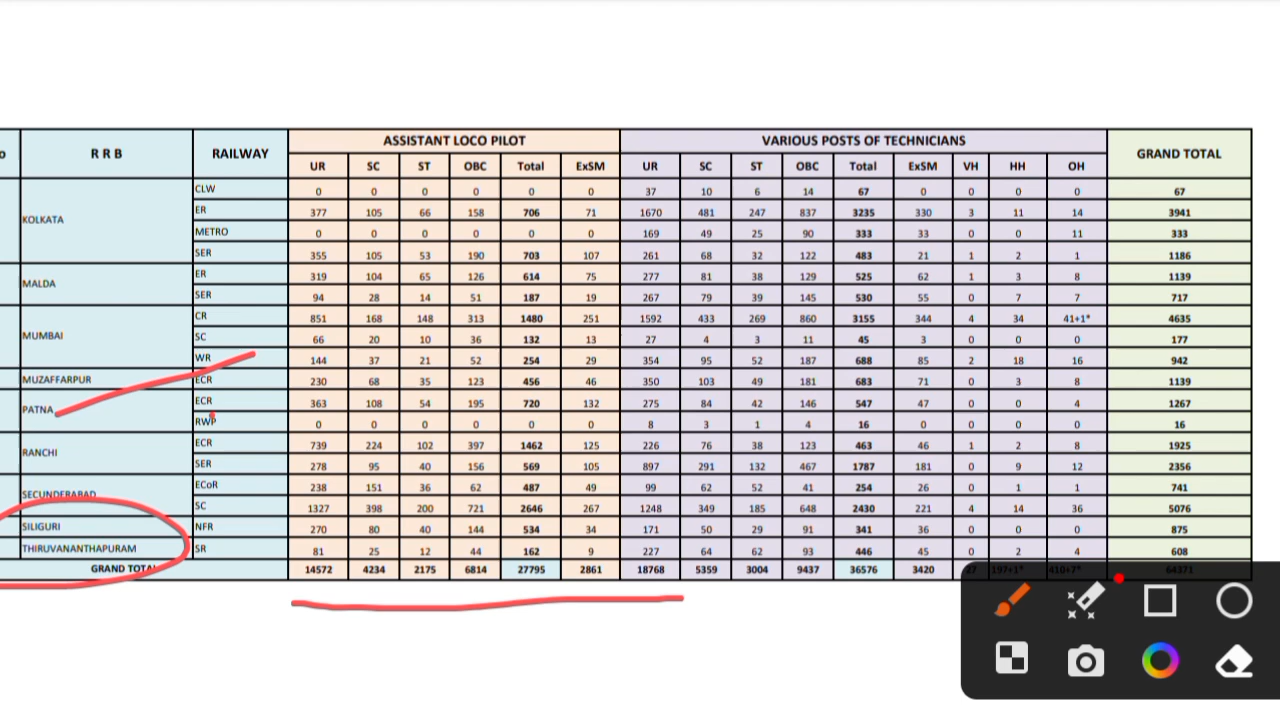 o R R B RAILWAY ASSISTANT LOCO PILOT VARIOUS POSTS OF TECHNICIANS GRAND TOTAL
UR SC ST OBC Total ExSM UR SC ST OBC Total ExSM VH HH OH
KOLKATA CLW 0 0 0 0 0 0 37 10 6 14 67 0 0 0 0 67
ER 377 105 66 158 706 71 1670 481 247 837 3235 330 3 11 14 3941
METRO 0 0 0 0 0 0 169 49 25 90 333 33 0 0 11 333
SER 355 105 53 190 703 107 261 68 32 122 483 21 1 2 1 1186
MALDA ER 319 104 65 126 614 75 277 81 38 129 525 62 1 3 8 1139
SER 94 28 14 51 187 19 267 79 39 145 530 55 0 7 7 717
MUMBAI CR 851 168 148 313 1480 251 1592 433 269 860 3155 344 4 34 41+1* 4635
SC 66 20 10 36 132 13 27 4 3 11 45 3 0 0 0 177
WR 144 37 21 52 254 29 354 95 52 187 688 85 2 18 16 942
MUZAFFARPUR ECR 230 68 35 123 456 46 350 103 49 181 683 71 0 3 8 1139
PATNA ECR 363 108 54 195 720 132 275 84 42 146 547 47 0 0 4 1267
RWP 0 0 0 0 0 0 8 3 1 4 16 0 0 0 0 16
RANCHI ECR 739 224 102 397 1462 125 226 76 38 123 463 46 1 2 8 1925
SER 278 95 40 156 569 105 897 291 132 467 1787 181 0 9 12 2356
SECUNDERABAD ECoR 238 151 36 62 487 49 99 62 52 41 254 26 0 1 1 741
SC 1327 398 200 721 2646 267 1248 349 185 648 2430 221 4 14 36 5076
SILIGURI NFR 270 80 40 144 534 34 171 50 29 91 341 36 0 0 0 875
THIRUVANANTHAPURAM SR 81 25 12 44 162 9 227 64 62 93 446 45 0 2 4 608
GRAND TOTAL 14572 4234 2175 6814 27795 2861 18768 5359 3004 9437 36576 3420 27 197+1* 410+7* 64371